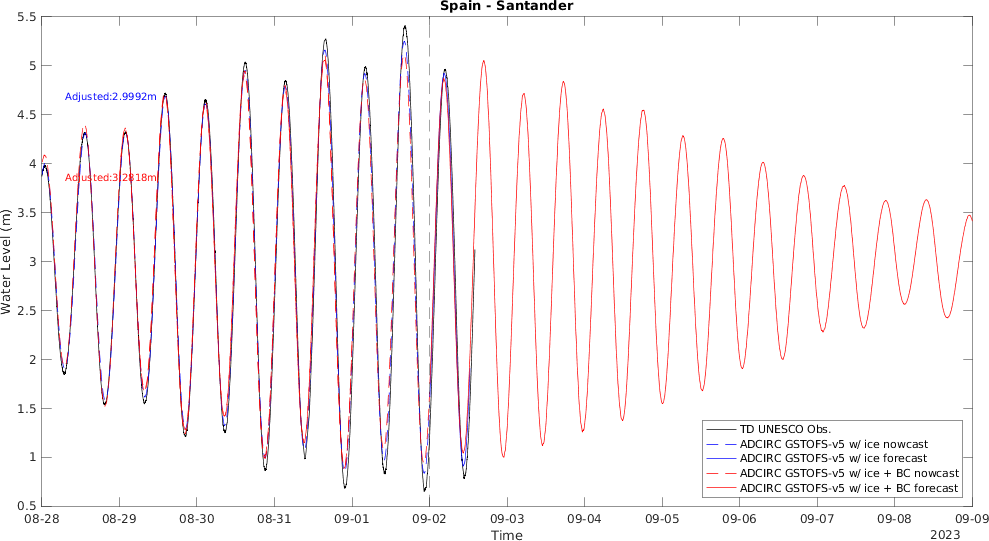 Spain - Santander
5.5
5
4.5
4
3.5
3
2.5
2
1.5
1
0.5
Water Level (m)
Adjusted:2.9992m
Adjusted:3.2818m
TD UNESCO Obs.
ADCIRC GSTOFS-v5 w/ ice nowcast
ADCIRC GSTOFS-v5 w/ ice forecast
ADCIRC GSTOFS-v5 w/ ice + BC nowcast
ADCIRC GSTOFS-v5 w/ ice + BC forecast
08-28 08-29 08-30 08-31 09-01 09-02 09-03 09-04 09-05 09-06 09-07 09-08 09-09
Time
2023